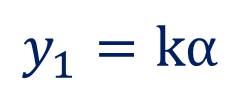 y₁ = kα